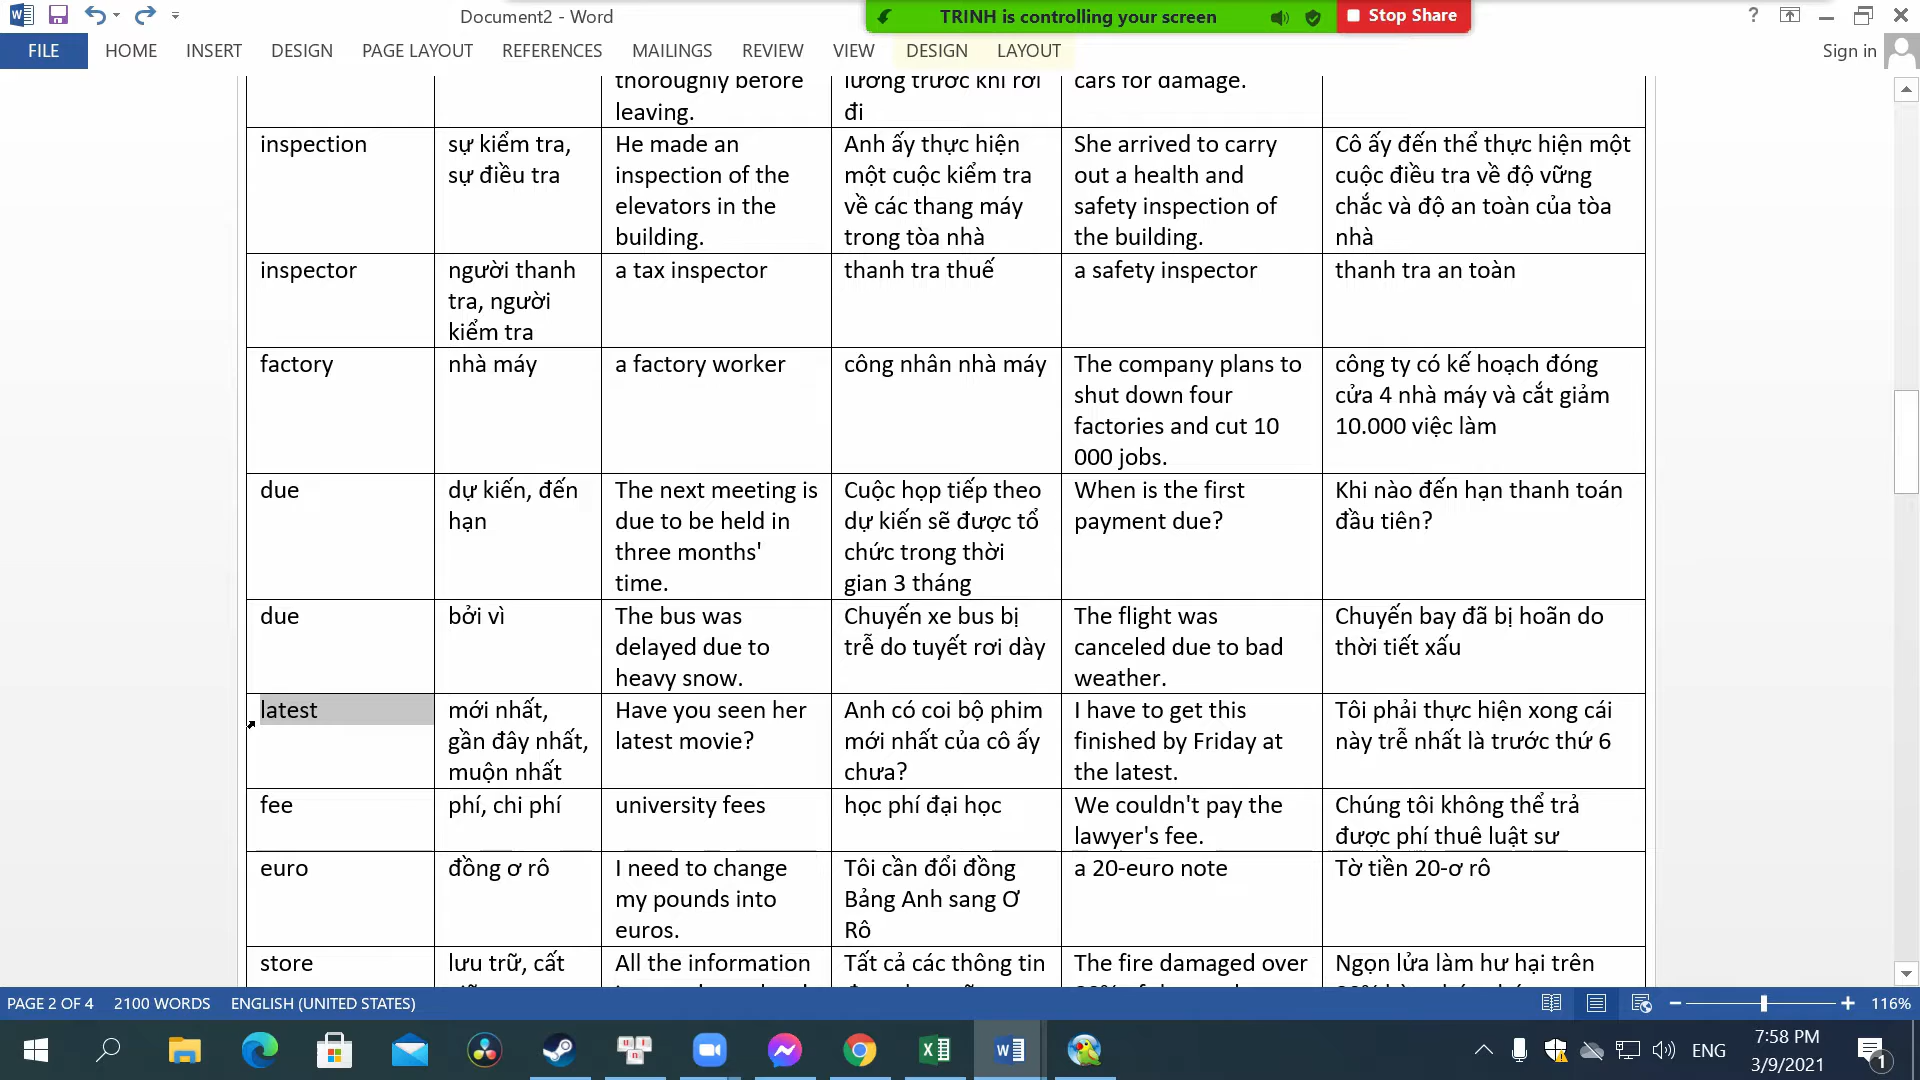 Document2 - Word
TRINH is controlling your screen
Stop Share
?
FILE HOME INSERT DESIGN PAGE LAYOUT REFERENCES MAILINGS REVIEW VIEW DESIGN LAYOUT
Sign in
thoroughly before
leaving.
lưỡng trước khi rời
đi
cars for damage.
inspection
sự kiểm tra,
sự điều tra
He made an
inspection of the
elevators in the
building.
Anh ấy thực hiện
một cuộc kiểm tra
về các thang máy
trong tòa nhà
She arrived to carry
out a health and
safety inspection of
the building.
Cô ấy đến thể thực hiện một
cuộc điều tra về độ vững
chắc và độ an toàn của tòa
nhà
inspector
người thanh
tra, người
kiểm tra
a tax inspector
thanh tra thuế
a safety inspector
thanh tra an toàn
factory
nhà máy
a factory worker
công nhân nhà máy
The company plans to
shut down four
factories and cut 10
000 jobs.
công ty có kế hoạch đóng
cửa 4 nhà máy và cắt giảm
10.000 việc làm
due
dự kiến, đến
hạn
The next meeting is
due to be held in
three months'
time.
Cuộc họp tiếp theo
dự kiến sẽ được tổ
chức trong thời
gian 3 tháng
When is the first
payment due?
Khi nào đến hạn thanh toán
đầu tiên?
due
bởi vì
The bus was
delayed due to
heavy snow.
Chuyến xe bus bị
trễ do tuyết rơi dày
The flight was
canceled due to bad
weather.
Chuyến bay đã bị hoãn do
thời tiết xấu
latest
mới nhất,
gần đây nhất,
muộn nhất
Have you seen her
latest movie?
Anh có coi bộ phim
mới nhất của cô ấy
chưa?
I have to get this
finished by Friday at
the latest.
Tôi phải thực hiện xong cái
này trễ nhất là trước thứ 6
fee
phí, chi phí
university fees
học phí đại học
We couldn't pay the
lawyer's fee.
Chúng tôi không thể trả
được phí thuê luật sư
euro
đồng ơ rô
I need to change
my pounds into
euros.
Tôi cần đổi đồng
Bảng Anh sang Ơ
Rô
a 20-euro note
Tờ tiền 20-ơ rô
store
lưu trữ, cất
All the information
Tất cả các thông tin
The fire damaged over
Ngọn lửa làm hư hại trên
PAGE 2 OF 4 2100 WORDS ENGLISH (UNITED STATES)
116%
ENG
7:58 PM
3/9/2021
1